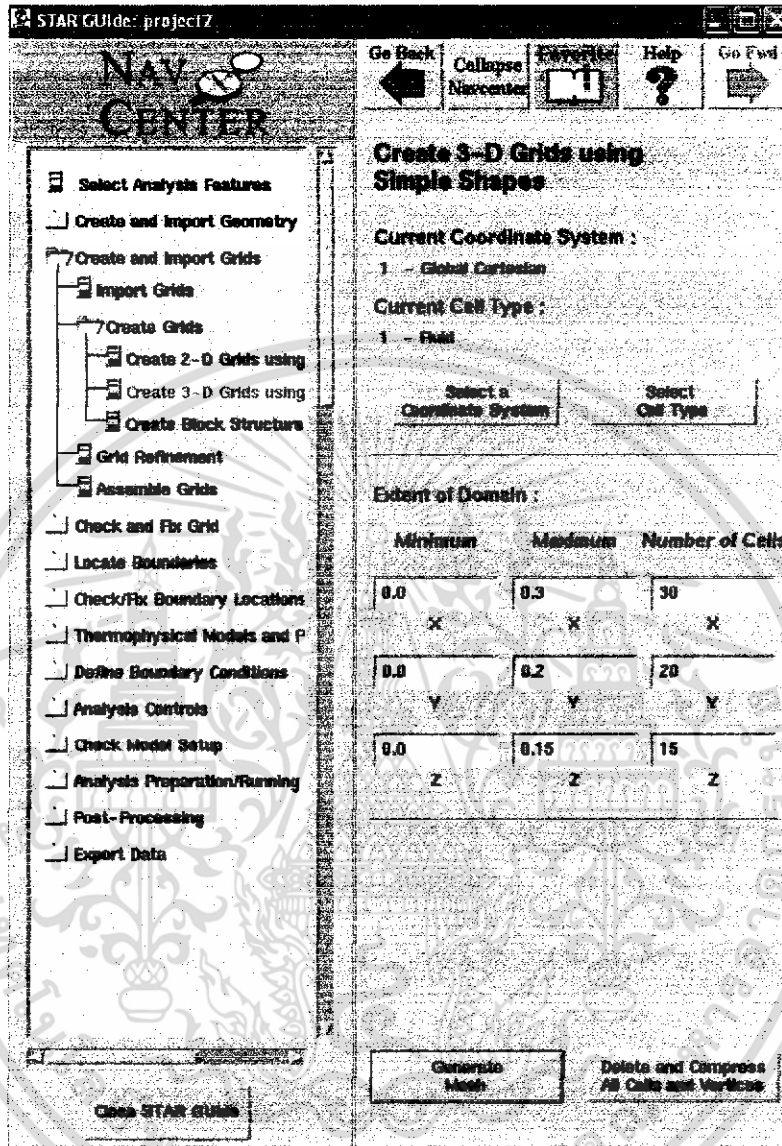 STAR GUIde: project2
NAV
CENTER
Go Back
Collapse
Navcenter
Favorite
Help
Go Fwd
Select Analysis Features
Create and Import Geometry
Create and Import Grids
Import Grids
Create Grids
Create 2-D Grids using
Create 3-D Grids using
Create Block Structure
Grid Refinement
Assemble Grids
Check and Fix Grid
Locate Boundaries
Check/Fix Boundary Locations
Thermophysical Models and P
Define Boundary Conditions
Analysis Controls
Check Model Setup
Analysis Preparation/Running
Post-Processing
Export Data
Close STAR GUIde
Create 3-D Grids using
Simple Shapes
Current Coordinate System :
1 - Global Cartesian
Current Cell Type :
1 - Fluid
Select a
Coordinate System
Select
Cell Type
Extent of Domain :
Minimum Maximum Number of Cells
0.0 0.3 30
X X X
0.0 0.2 20
Y Y Y
0.0 0.15 15
Z Z Z
Generate
Mesh
Delete and Compress
All Cells and Vertices